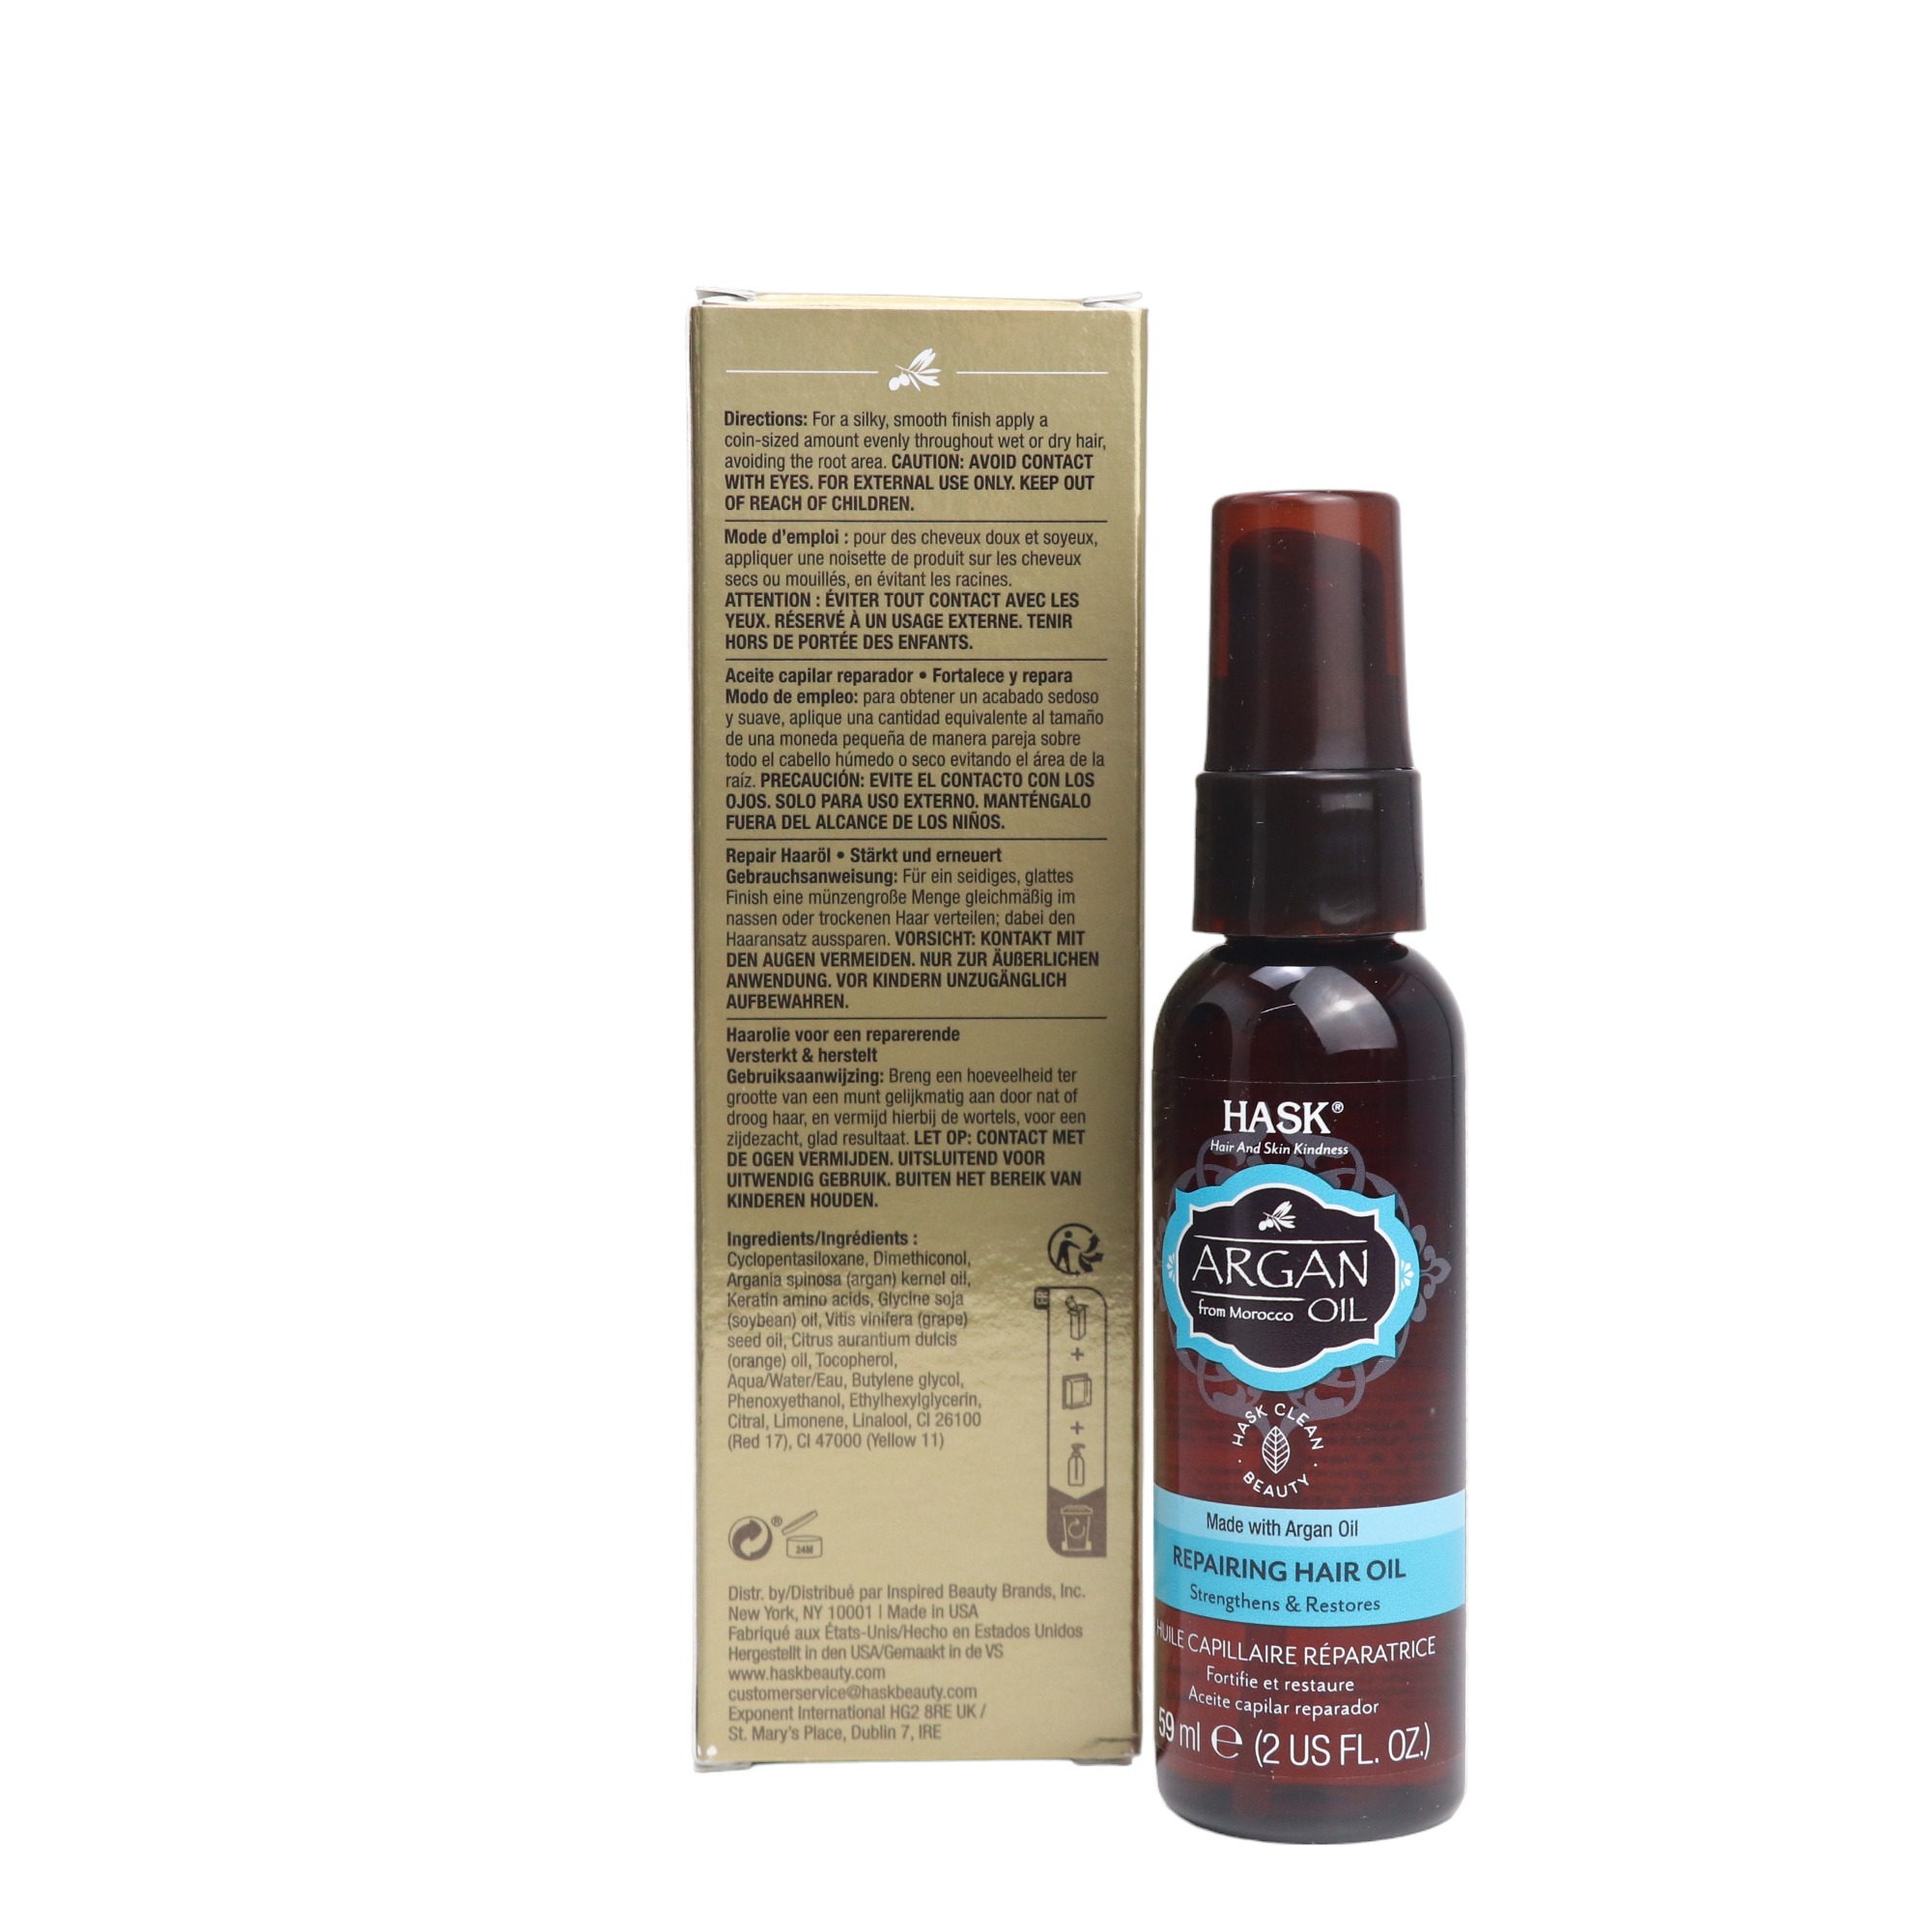 Directions: For a silky, smooth finish apply a
coin-sized amount evenly throughout wet or dry hair,
avoiding the root area. CAUTION: AVOID CONTACT
WITH EYES. FOR EXTERNAL USE ONLY. KEEP OUT
OF REACH OF CHILDREN.
Mode d'emploi : pour des cheveux doux et soyeux,
appliquer une noisette de produit sur les cheveux
secs ou mouillés, en évitant les racines.
ATTENTION : ÉVITER TOUT CONTACT AVEC LES
YEUX. RÉSERVÉ À UN USAGE EXTERNE. TENIR
HORS DE PORTÉE DES ENFANTS.
Aceite capilar reparador • Fortalece y repara
Modo de empleo: para obtener un acabado sedoso
y suave, aplique una cantidad equivalente al tamaño
de una moneda pequeña de manera pareja sobre
todo el cabello húmedo o seco evitando el área de la
raíz. PRECAUCIÓN: EVITE EL CONTACTO CON LOS
OJOS. SOLO PARA USO EXTERNO. MANTÉNGALO
FUERA DEL ALCANCE DE LOS NIÑOS.
Repair Haaröl • Stärkt und erneuert
Gebrauchsanweisung: Für ein seidiges, glattes
Finish eine münzengroße Menge gleichmäßig im
nassen oder trockenen Haar verteilen; dabei den
Haaransatz aussparen. VORSICHT: KONTAKT MIT
DEN AUGEN VERMEIDEN. NUR ZUR ÄUßERLICHEN
ANWENDUNG. VOR KINDERN UNZUGÄNGLICH
AUFBEWAHREN.
Haarolie voor een reparerende
Versterkt & herstelt
Gebruiksaanwijzing: Breng een hoeveelheid ter
grootte van een munt gelijkmatig aan door nat of
droog haar, en vermijd hierbij de wortels, voor een
zijdezacht, glad resultaat. LET OP: CONTACT MET
DE OGEN VERMIJDEN. UITSLUITEND VOOR
UITWENDIG GEBRUIK. BUITEN HET BEREIK VAN
KINDEREN HOUDEN.
Ingredients/Ingrédients :
Cyclopentasiloxane, Dimethiconol,
Argania spinosa (argan) kernel oil,
Keratin amino acids, Glycine soja
(soybean) oil, Vitis vinifera (grape)
seed oil, Citrus aurantium dulcis
(orange) oil, Tocopherol,
Aqua/Water/Eau, Butylene glycol,
Phenoxyethanol, Ethylhexylglycerin,
Citral, Limonene, Linalool, CI 26100
(Red 17), CI 47000 (Yellow 11)
FR
+
+
®
24M
Distr. by/Distribué par Inspired Beauty Brands, Inc.
New York, NY 10001 | Made in USA
Fabriqué aux États-Unis/Hecho en Estados Unidos
Hergestellt in den USA/Gemaakt in de VS
www.haskbeauty.com
customerservice@haskbeauty.com
Exponent International HG2 8RE UK /
St. Mary's Place, Dublin 7, IRE
HASK®
Hair And Skin Kindness
ARGAN
from Morocco OIL
HASK CLEAN
BEAUTY
Made with Argan Oil
REPAIRING HAIR OIL
Strengthens & Restores
HUILE CAPILLAIRE RÉPARATRICE
Fortifie et restaure
Aceite capilar reparador
59 ml ℮ (2 US FL. OZ.)